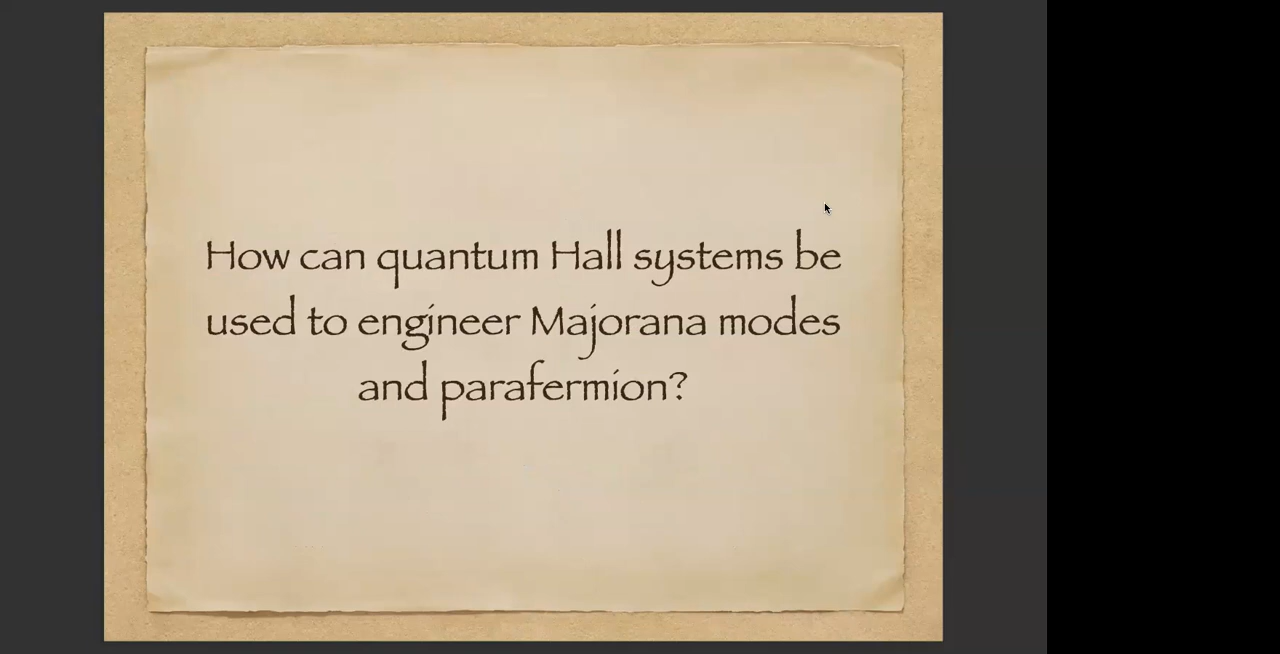 How can quantum Hall systems be
used to engineer Majorana modes
and parafermion?